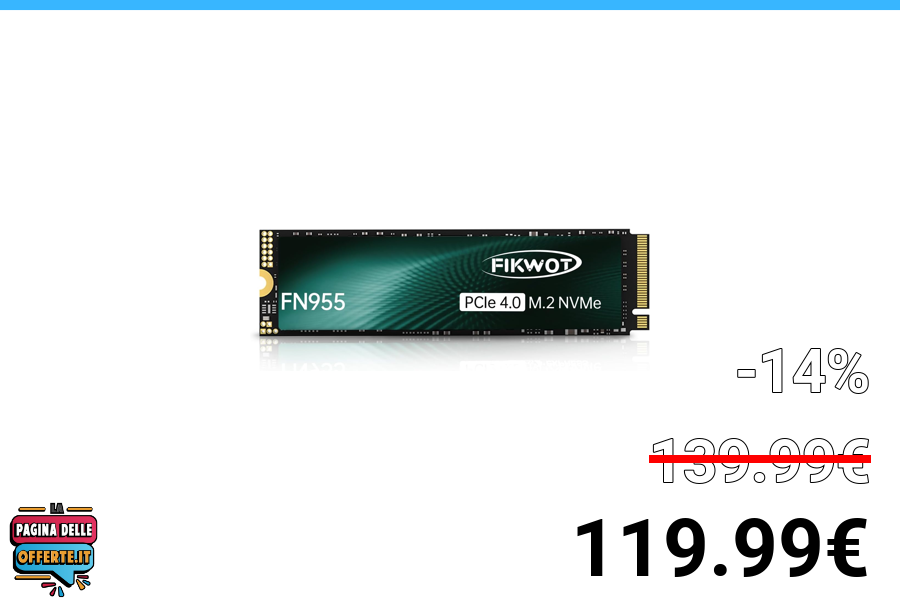 FIKWOT
FN955
PCIe 4.0 M.2 NVMe
-14%
139.99€
119.99€
LA
PAGINA DELLE
OFFERTE.IT